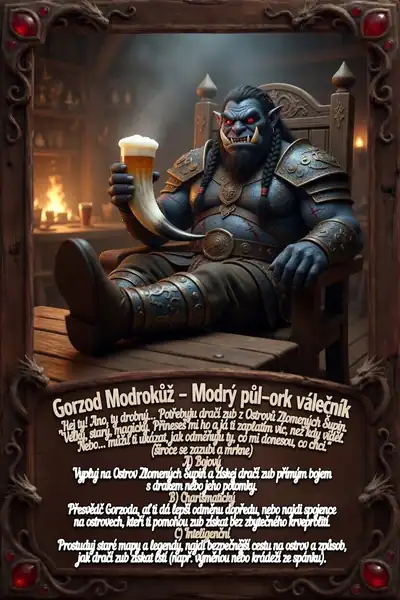 Gorzod Modrokůž – Modrý půl-ork válečník
"Hej ty! Ano, ty drobný... Potřebuju dračí zub z Ostrovů Zlomených Šupin.
Velký, starý, magický. Přineseš mi ho a já ti zaplatím víc, než kdy viděl.
Nebo... můžu ti ukázat, jak odměňuju ty, co mi donesou, co chci."
(široce se zazubí a mrkne)
A) Bojový
Vypluj na Ostrov Zlomených Šupin a získej dračí zub přímým bojem
s drakem nebo jeho potomky.
B) Charismatický
Přesvědč Gorzoda, ať ti dá lepší odměnu dopředu, nebo najdi spojence
na ostrovech, kteří ti pomohou zub získat bez zbytečného krveprolití.
C) Inteligenční
Prostuduj staré mapy a legendy, najdi bezpečnější cestu na ostrov a způsob,
jak dračí zub získat lstí (např. výměnou nebo krádeží ze spánku).